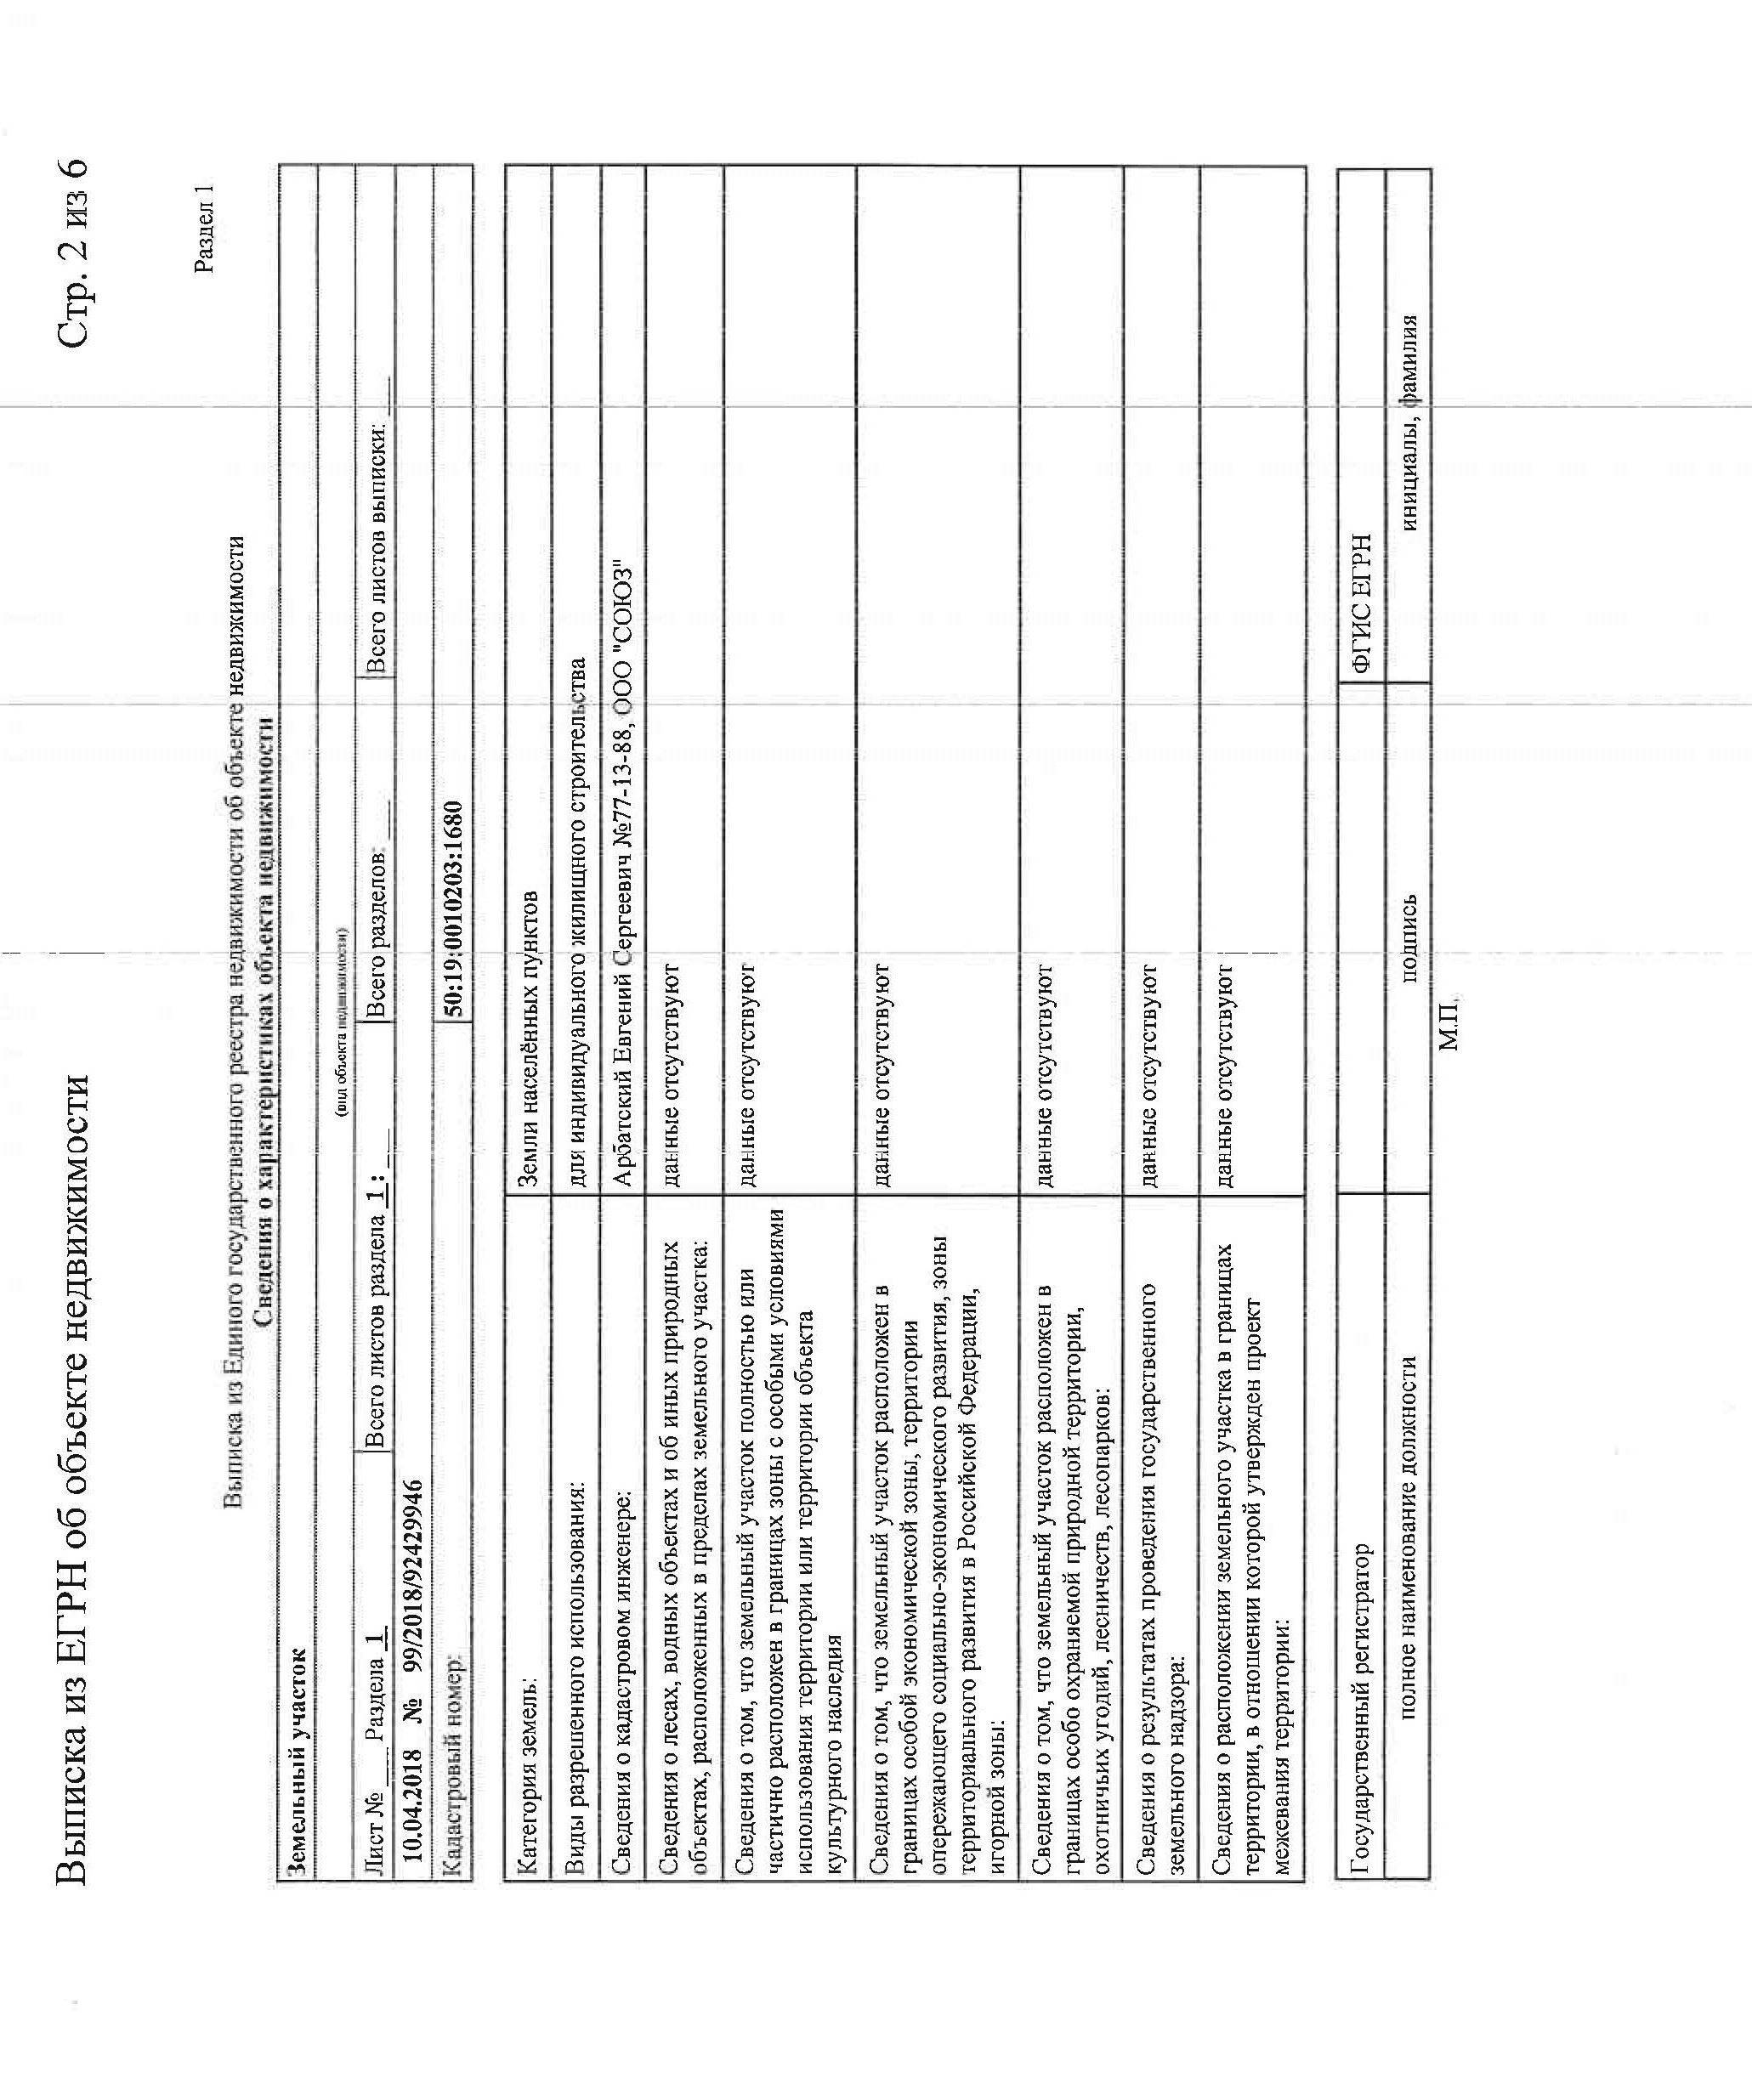 Выписка из ЕГРН об объекте недвижимости Стр. 2 из 6
Раздел 1
Выписка из Единого государственного реестра недвижимости об объекте недвижимости
Сведения о характеристиках объекта недвижимости
Земельный участок
(вид объекта недвижимости)
Лист № ___ Раздела 1 Всего листов раздела 1 : ___ Всего разделов: ___ Всего листов выписки: ___
10.04.2018 № 99/2018/92429946
Кадастровый номер: 50:19:0010203:1680
Категория земель: Земли населённых пунктов
Виды разрешенного использования: для индивидуального жилищного строительства
Сведения о кадастровом инженере: Арбатский Евгений Сергеевич №77-13-88, ООО "СОЮЗ"
Сведения о лесах, водных объектах и об иных природных данные отсутствуют
объектах, расположенных в пределах земельного участка:
Сведения о том, что земельный участок полностью или данные отсутствуют
частично расположен в границах зоны с особыми условиями
использования территории или территории объекта
культурного наследия
Сведения о том, что земельный участок расположен в данные отсутствуют
границах особой экономической зоны, территории
опережающего социально-экономического развития, зоны
территориального развития в Российской Федерации,
игорной зоны:
Сведения о том, что земельный участок расположен в данные отсутствуют
границах особо охраняемой природной территории,
охотничьих угодий, лесничеств, лесопарков:
Сведения о результатах проведения государственного данные отсутствуют
земельного надзора:
Сведения о расположении земельного участка в границах данные отсутствуют
территории, в отношении которой утвержден проект
межевания территории:
Государственный регистратор ФГИС ЕГРН
полное наименование должности подпись инициалы, фамилия
М.П.